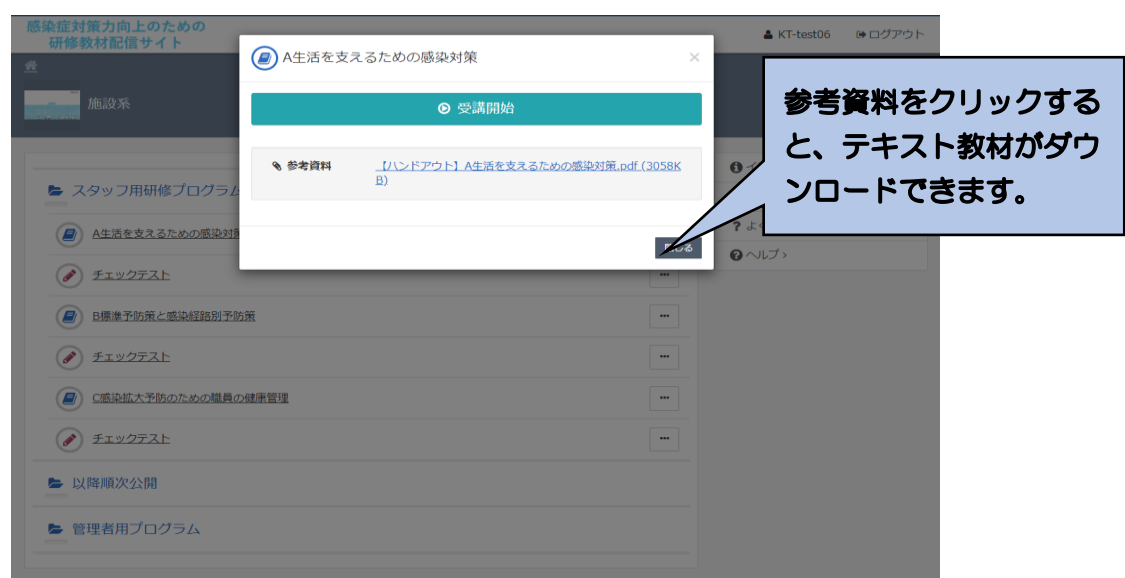 感染症対策力向上のための
研修教材配信サイト
KT-test06 ログアウト
施設系
A生活を支えるための感染対策
×
受講開始
参考資料
【ハンドアウト】A生活を支えるための感染対策.pdf (3058K
B)
閉じる
参考資料をクリックする
と、テキスト教材がダウ
ンロードできます。
スタッフ用研修プログラム
A生活を支えるための感染対策
チェックテスト
B標準予防策と感染経路別予防策
チェックテスト
C感染拡大予防のための職員の健康管理
チェックテスト
以降順次公開
管理者用プログラム
ヘルプ ›